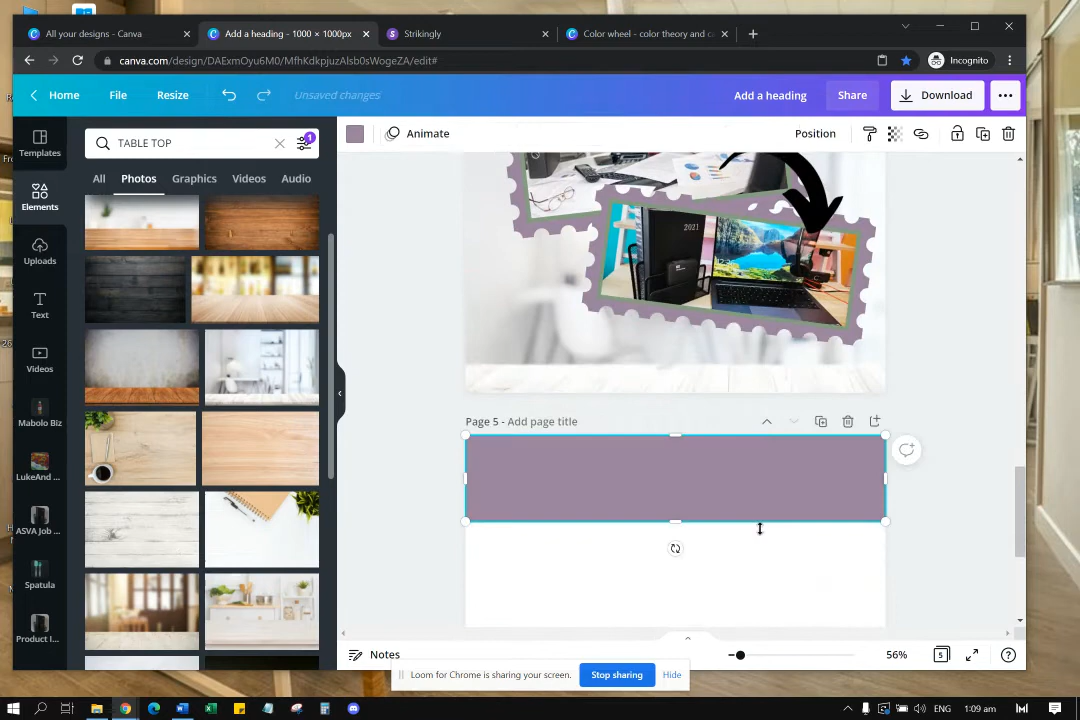 All your designs - Canva
Add a heading - 1000 × 1000px
Strikingly
Color wheel - color theory and c
canva.com/design/DAExmOyu6M0/MfhKdkpjuzAlsb0sWogeZA/edit#
Incognito
Home
File
Resize
Unsaved changes
Add a heading
Share
Download
Templates
Elements
Uploads
Text
Videos
Mabolo Biz
LukeAnd ...
ASVA Job ...
Spatula
Product I...
TABLE TOP
1
All
Photos
Graphics
Videos
Audio
Animate
Position
2021
Page 5 - Add page title
Notes
56%
5
Loom for Chrome is sharing your screen.
Stop sharing
Hide
ENG
1:09 am